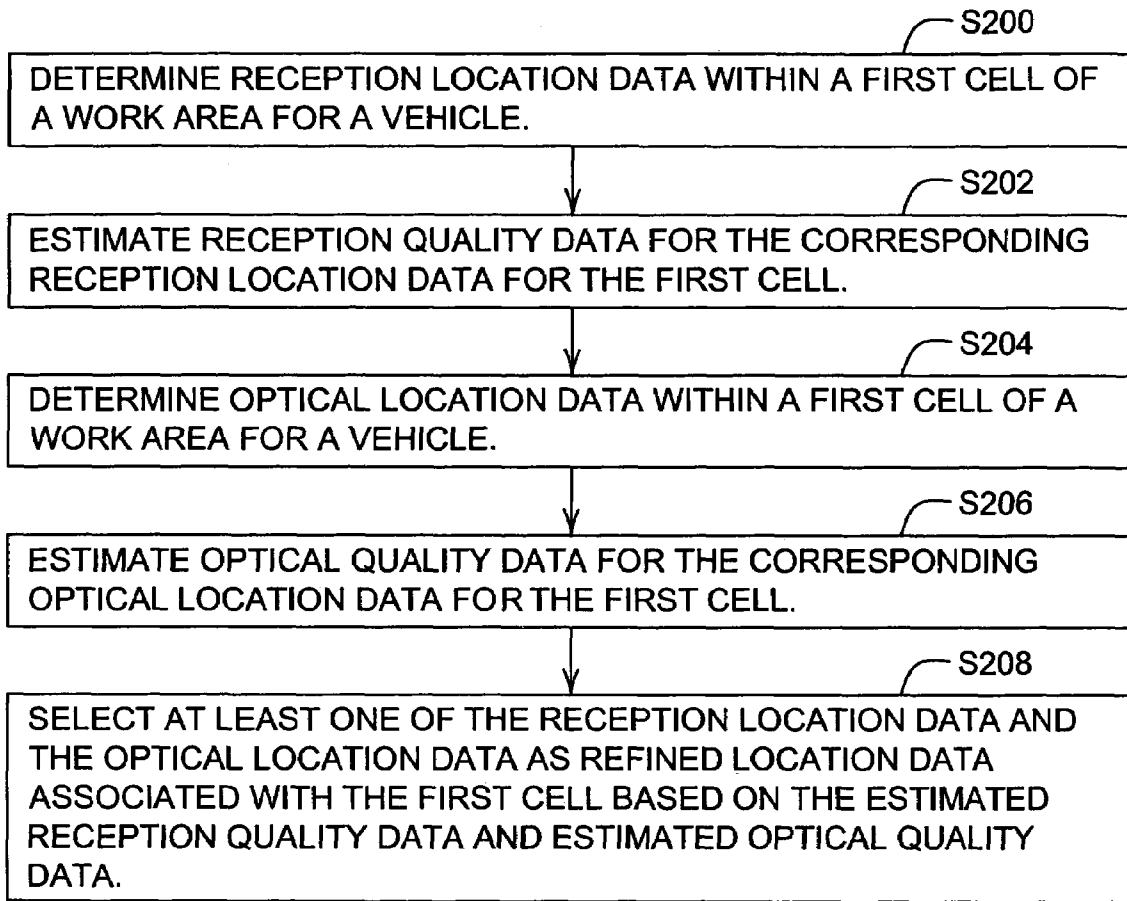 S200
DETERMINE RECEPTION LOCATION DATA WITHIN A FIRST CELL OF
A WORK AREA FOR A VEHICLE.
S202
ESTIMATE RECEPTION QUALITY DATA FOR THE CORRESPONDING
RECEPTION LOCATION DATA FOR THE FIRST CELL.
S204
DETERMINE OPTICAL LOCATION DATA WITHIN A FIRST CELL OF A
WORK AREA FOR A VEHICLE.
S206
ESTIMATE OPTICAL QUALITY DATA FOR THE CORRESPONDING
OPTICAL LOCATION DATA FOR THE FIRST CELL.
S208
SELECT AT LEAST ONE OF THE RECEPTION LOCATION DATA AND
THE OPTICAL LOCATION DATA AS REFINED LOCATION DATA
ASSOCIATED WITH THE FIRST CELL BASED ON THE ESTIMATED
RECEPTION QUALITY DATA AND ESTIMATED OPTICAL QUALITY
DATA.